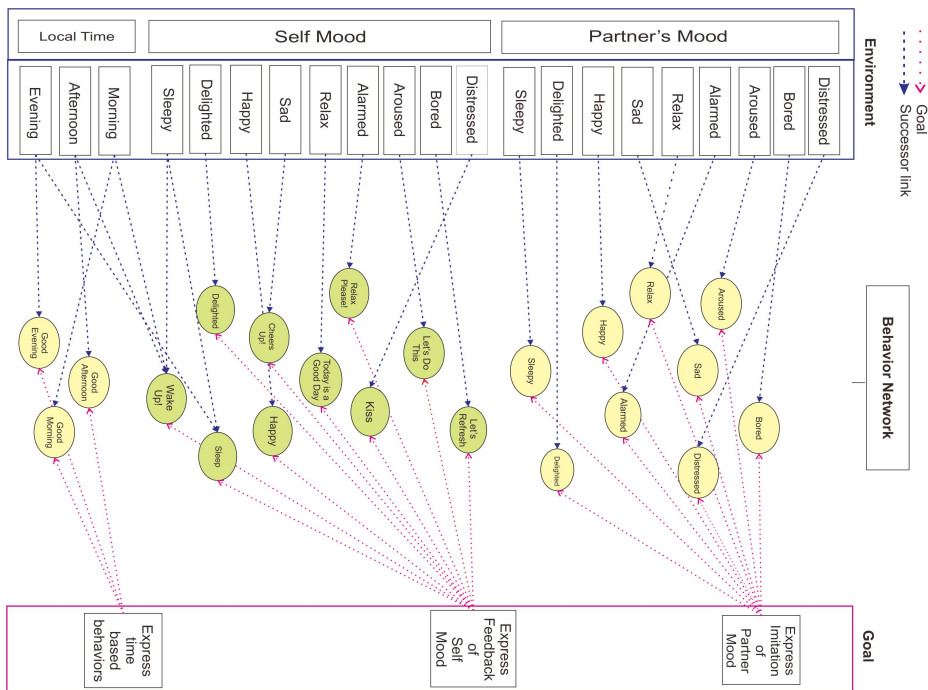 Local Time
Self Mood
Partner's Mood
Environment
Goal
Successor link
Evening
Afternoon
Morning
Sleepy
Delighted
Happy
Sad
Relax
Alarmed
Aroused
Bored
Distressed
Sleepy
Delighted
Happy
Sad
Relax
Alarmed
Aroused
Bored
Distressed
Behavior Network
Good
Evening
Good
Afternoon
Good
Morning
Wake
Up!
Delighted
Sleep
Cheers
Up!
Happy
Today is a
Good Day
Relax
Please!
Kiss
Let's Do
This
Let's
Refresh
Sleepy
Delighted
Happy
Alarmed
Relax
Sad
Distressed
Aroused
Bored
Goal
Express
time
based
behaviors
Express
Feedback
of
Self
Mood
Express
Imitation
of
Partner
Mood